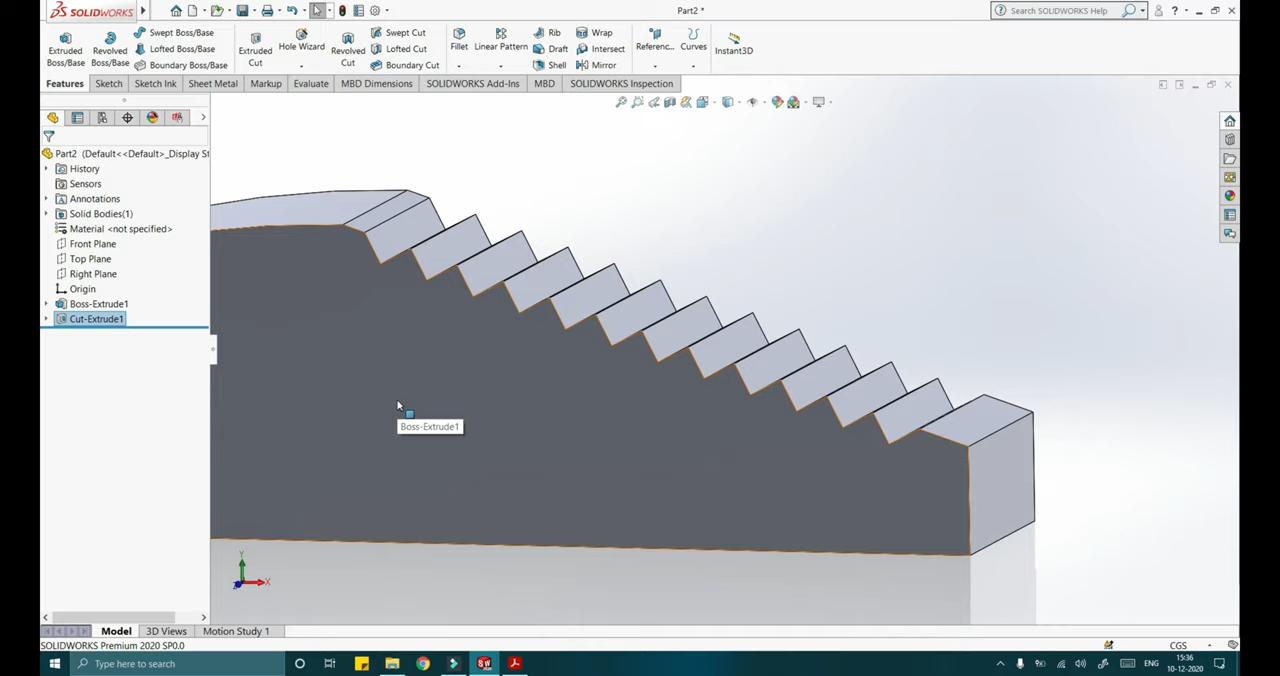 SOLIDWORKS
Part2 *
Search SOLIDWORKS Help
Extruded Boss/Base
Revolved Boss/Base
Swept Boss/Base
Lofted Boss/Base
Boundary Boss/Base
Extruded Cut
Hole Wizard
Revolved Cut
Swept Cut
Lofted Cut
Boundary Cut
Fillet
Linear Pattern
Rib
Draft
Shell
Wrap
Intersect
Mirror
Referenc...
Curves
Instant3D
Features Sketch Sketch Ink Sheet Metal Markup Evaluate MBD Dimensions SOLIDWORKS Add-Ins MBD SOLIDWORKS Inspection
Part2 (Default<<Default>_Display St
History
Sensors
Annotations
Solid Bodies(1)
Material <not specified>
Front Plane
Top Plane
Right Plane
Origin
Boss-Extrude1
Cut-Extrude1
Boss-Extrude1
Y
X
Z
Model 3D Views Motion Study 1
SOLIDWORKS Premium 2020 SP0.0
CGS
Type here to search
ENG
15:36
10-12-2020